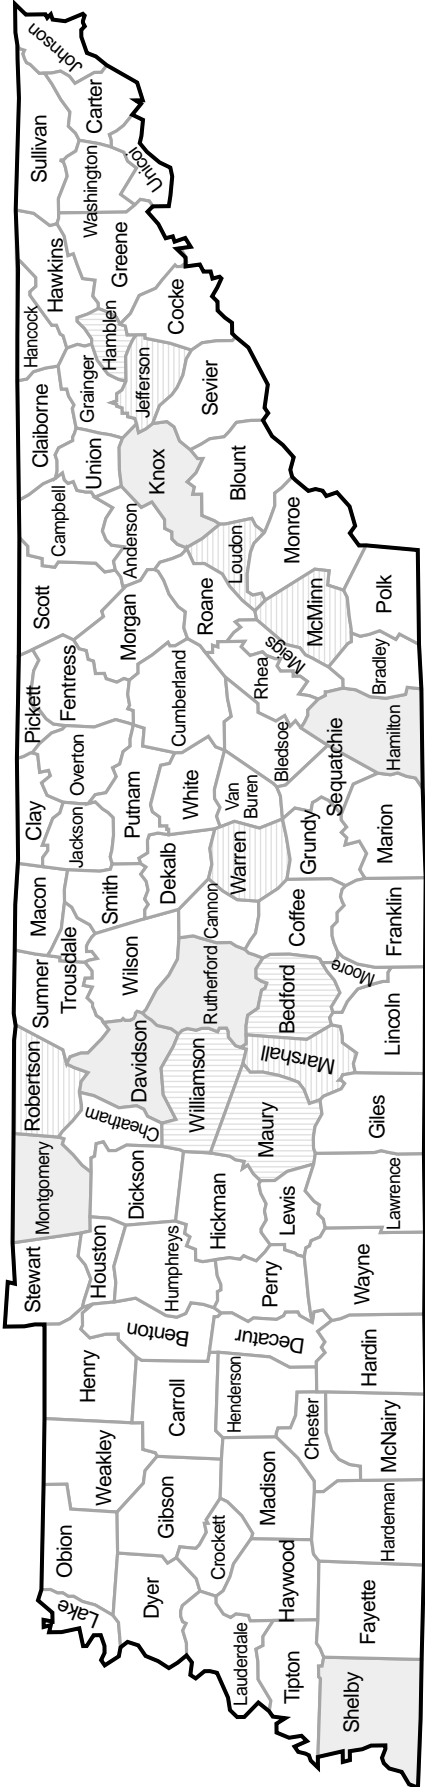 Johnson
Carter
Sullivan
Unicoi
Washington
Greene
Hawkins
Hancock
Hamblen
Cocke
Jefferson
Grainger
Claiborne
Sevier
Union
Knox
Blount
Campbell
Anderson
Loudon
Monroe
Scott
Morgan
Roane
McMinn
Polk
Meigs
Rhea
Bradley
Fentress
Pickett
Cumberland
Bledsoe
Hamilton
Sequatchie
Overton
Clay
Putnam
White
Van
Buren
Jackson
Grundy
Marion
Dekalb
Warren
Smith
Macon
Cannon
Coffee
Franklin
Trousdale
Sumner
Wilson
Rutherford
Moore
Bedford
Lincoln
Robertson
Davidson
Williamson
Marshall
Cheatham
Maury
Giles
Montgomery
Dickson
Hickman
Lewis
Lawrence
Stewart
Houston
Humphreys
Perry
Wayne
Benton
Decatur
Henry
Carroll
Henderson
Hardin
Chester
McNairy
Weakley
Gibson
Madison
Crockett
Hardeman
Obion
Dyer
Haywood
Fayette
Lake
Lauderdale
Tipton
Shelby